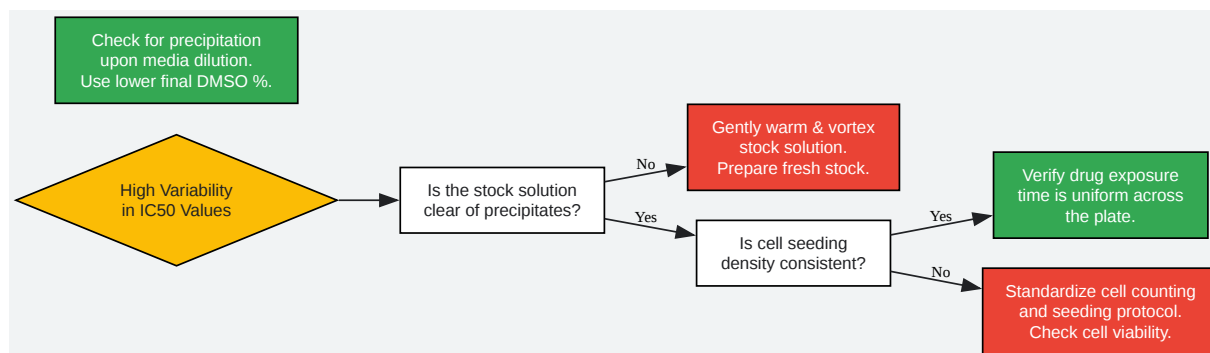 Check for precipitation
upon media dilution.
Use lower final DMSO %.
High Variability
in IC50 Values
Is the stock solution
clear of precipitates?
No
Gently warm & vortex
stock solution.
Prepare fresh stock.
Yes
Is cell seeding
density consistent?
Yes
Verify drug exposure
time is uniform across
the plate.
No
Standardize cell counting
and seeding protocol.
Check cell viability.